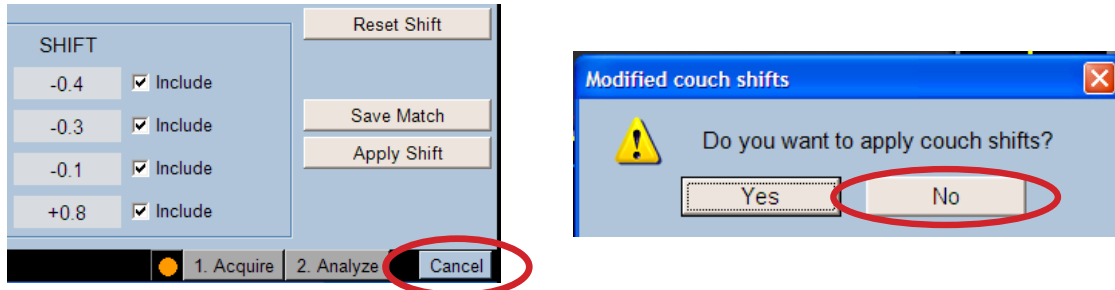 Reset Shift
SHIFT
-0.4 Include
-0.3 Include
Save Match
Apply Shift
-0.1 Include
+0.8 Include
1. Acquire 2. Analyze Cancel
Modified couch shifts
Do you want to apply couch shifts?
Yes No